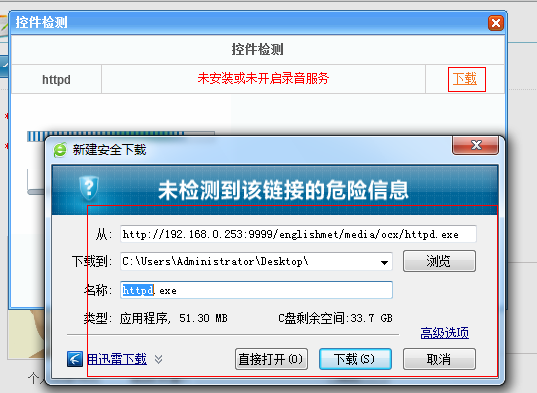 控件检测
控件检测
httpd 未安装或未开启录音服务 下载
*
*
新建安全下载
未检测到该链接的危险信息
从: http://192.168.0.253:9999/englishmet/media/ocx/httpd.exe
下载到: C:\Users\Administrator\Desktop\ 浏览
名称: httpd.exe
类型: 应用程序, 51.30 MB C盘剩余空间:33.7 GB
高级选项
用迅雷下载 直接打开(O) 下载(S) 取消
个